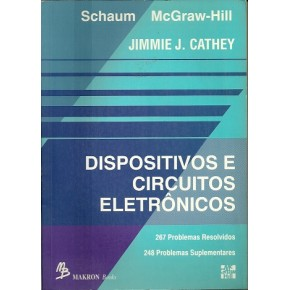 Schaum McGraw-Hill
JIMMIE J. CATHEY
DISPOSITIVOS E
CIRCUITOS
ELETRÔNICOS
267 Problemas Resolvidos
248 Problemas Suplementares
MAKRON Books